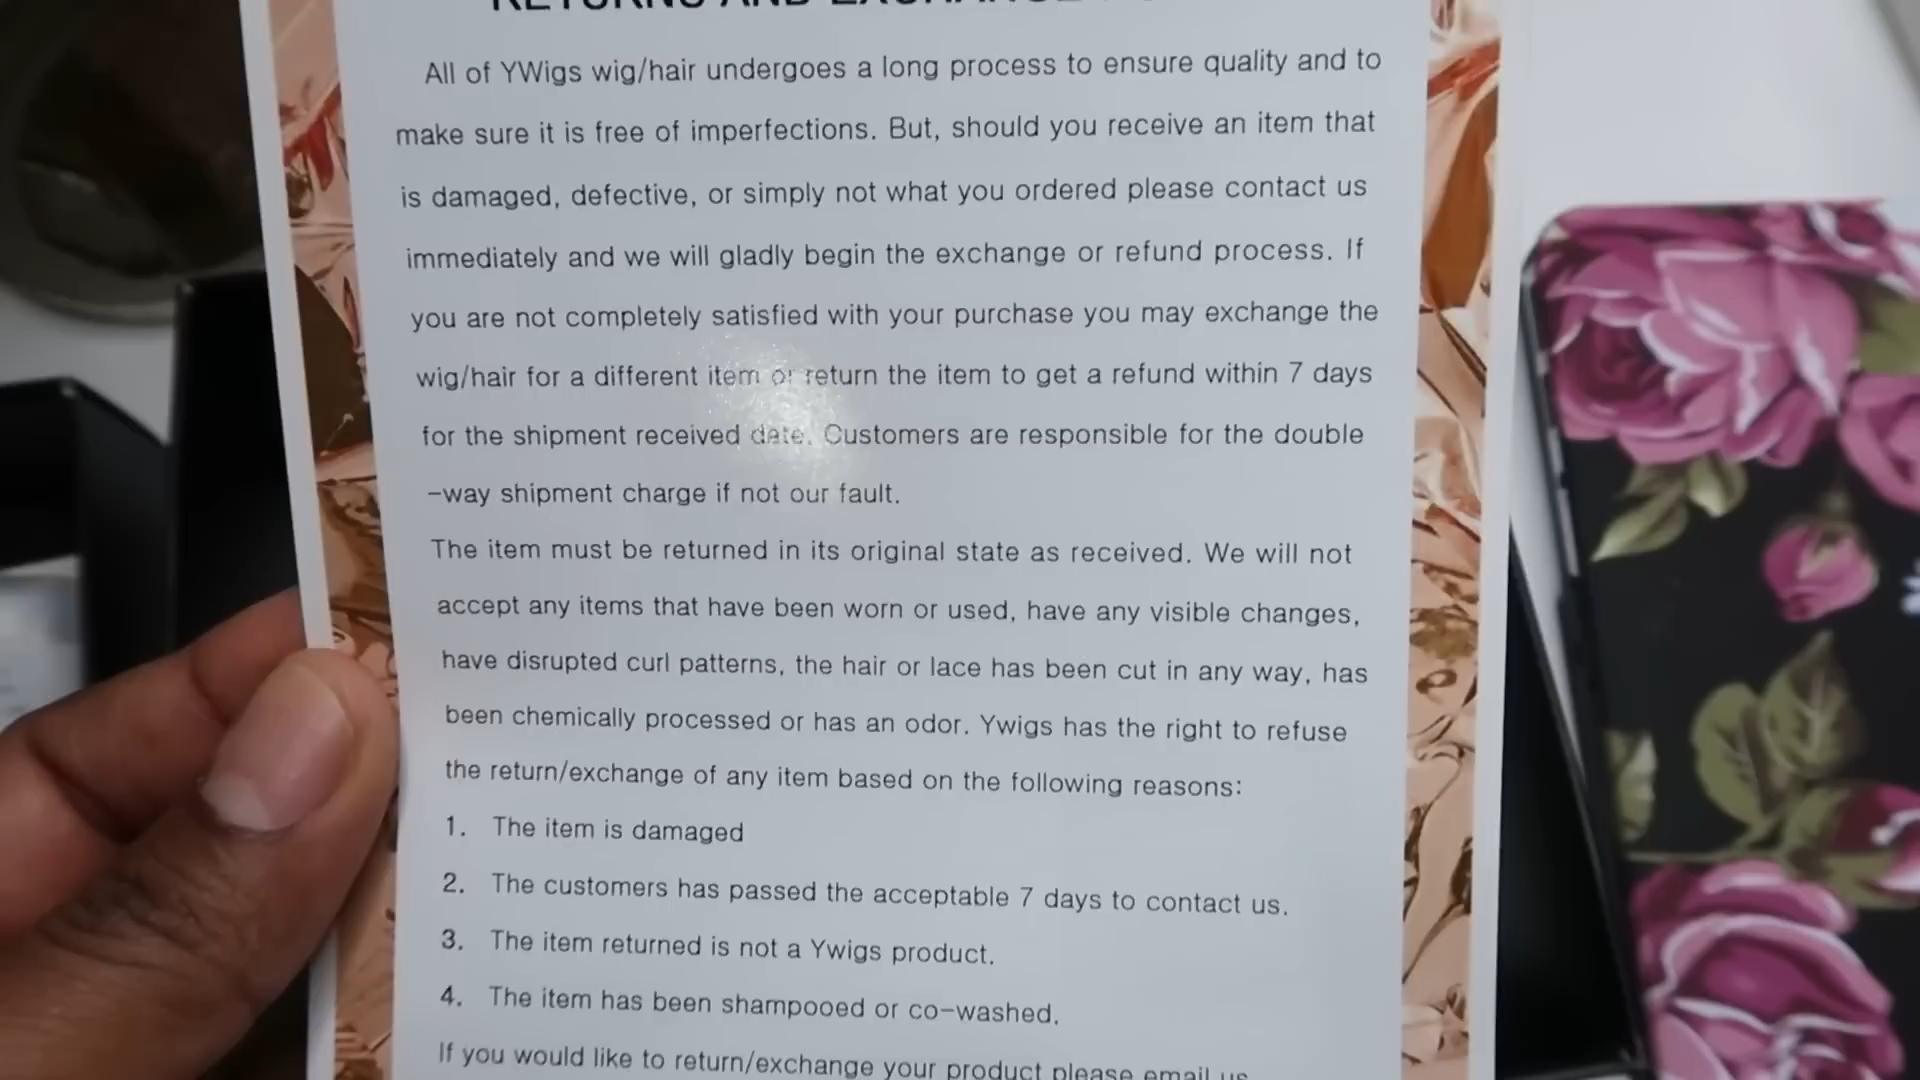 RETURNS AND EXCHANGE
All of YWigs wig/hair undergoes a long process to ensure quality and to
make sure it is free of imperfections. But, should you receive an item that
is damaged, defective, or simply not what you ordered please contact us
immediately and we will gladly begin the exchange or refund process. If
you are not completely satisfied with your purchase you may exchange the
wig/hair for a different item or return the item to get a refund within 7 days
for the shipment received date. Customers are responsible for the double
-way shipment charge if not our fault.
The item must be returned in its original state as received. We will not
accept any items that have been worn or used, have any visible changes,
have disrupted curl patterns, the hair or lace has been cut in any way, has
been chemically processed or has an odor. Ywigs has the right to refuse
the return/exchange of any item based on the following reasons:
1. The item is damaged
2. The customers has passed the acceptable 7 days to contact us.
3. The item returned is not a Ywigs product.
4. The item has been shampooed or co-washed.
If you would like to return/exchange your product please email us